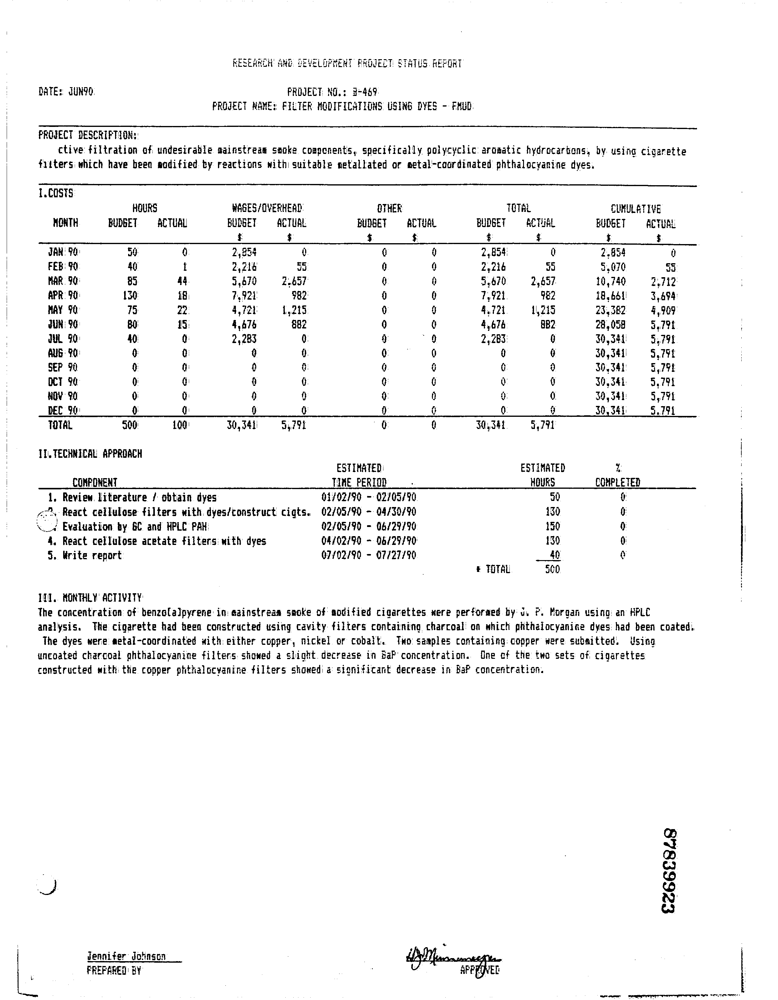 RESEARCH AND DEVELOPMENT PROJECT STATUS REPORT
DATE: JUN90 PROJECT NO.: B-469
PROJECT NAME: FILTER MODIFICATIONS USING DYES - FMUD
PROJECT DESCRIPTION:
ctive filtration of undesirable mainstream smoke components, specifically polycyclic aromatic hydrocarbons, by using cigarette
filters which have been modified by reactions with suitable metallated or metal-coordinated phthalocyanine dyes.
I.COSTS
HOURS WAGES/OVERHEAD OTHER TOTAL CUMULATIVE
MONTH BUDGET ACTUAL BUDGET ACTUAL BUDGET ACTUAL BUDGET ACTUAL BUDGET ACTUAL
$ $ $ $ $ $ $ $
JAN 90 50 0 2,854 0 0 0 2,854 0 2,854 0
FEB 90 40 1 2,216 55 0 0 2,216 55 5,070 55
MAR 90 85 44 5,670 2,657 0 0 5,670 2,657 10,740 2,712
APR 90 130 18 7,921 982 0 0 7,921 982 18,661 3,694
MAY 90 75 22 4,721 1,215 0 0 4,721 1,215 23,382 4,909
JUN 90 80 15 4,676 882 0 0 4,676 882 28,058 5,791
JUL 90 40 0 2,283 0 0 0 2,283 0 30,341 5,791
AUG 90 0 0 0 0 0 0 0 0 30,341 5,791
SEP 90 0 0 0 0 0 0 0 0 30,341 5,791
OCT 90 0 0 0 0 0 0 0 0 30,341 5,791
NOV 90 0 0 0 0 0 0 0 0 30,341 5,791
DEC 90 0 0 0 0 0 0 0 0 30,341 5,791
TOTAL 500 100 30,341 5,791 0 0 30,341 5,791
II.TECHNICAL APPROACH
ESTIMATED ESTIMATED %
COMPONENT TIME PERIOD HOURS COMPLETED
1. Review literature / obtain dyes 01/02/90 - 02/05/90 50 0
2. React cellulose filters with dyes/construct cigts. 02/05/90 - 04/30/90 130 0
Evaluation by GC and HPLC PAH 02/05/90 - 06/29/90 150 0
4. React cellulose acetate filters with dyes 04/02/90 - 06/29/90 130 0
5. Write report 07/02/90 - 07/27/90 40 0
* TOTAL 500
III. MONTHLY ACTIVITY
The concentration of benzo[a]pyrene in mainstream smoke of modified cigarettes were performed by J. P. Morgan using an HPLC
analysis. The cigarette had been constructed using cavity filters containing charcoal on which phthalocyanine dyes had been coated.
The dyes were metal-coordinated with either copper, nickel or cobalt. Two samples containing copper were submitted. Using
uncoated charcoal phthalocyanine filters showed a slight decrease in BaP concentration. One of the two sets of cigarettes
constructed with the copper phthalocyanine filters showed a significant decrease in BaP concentration.
87839923
Jennifer Johnson
PREPARED BY APPROVED